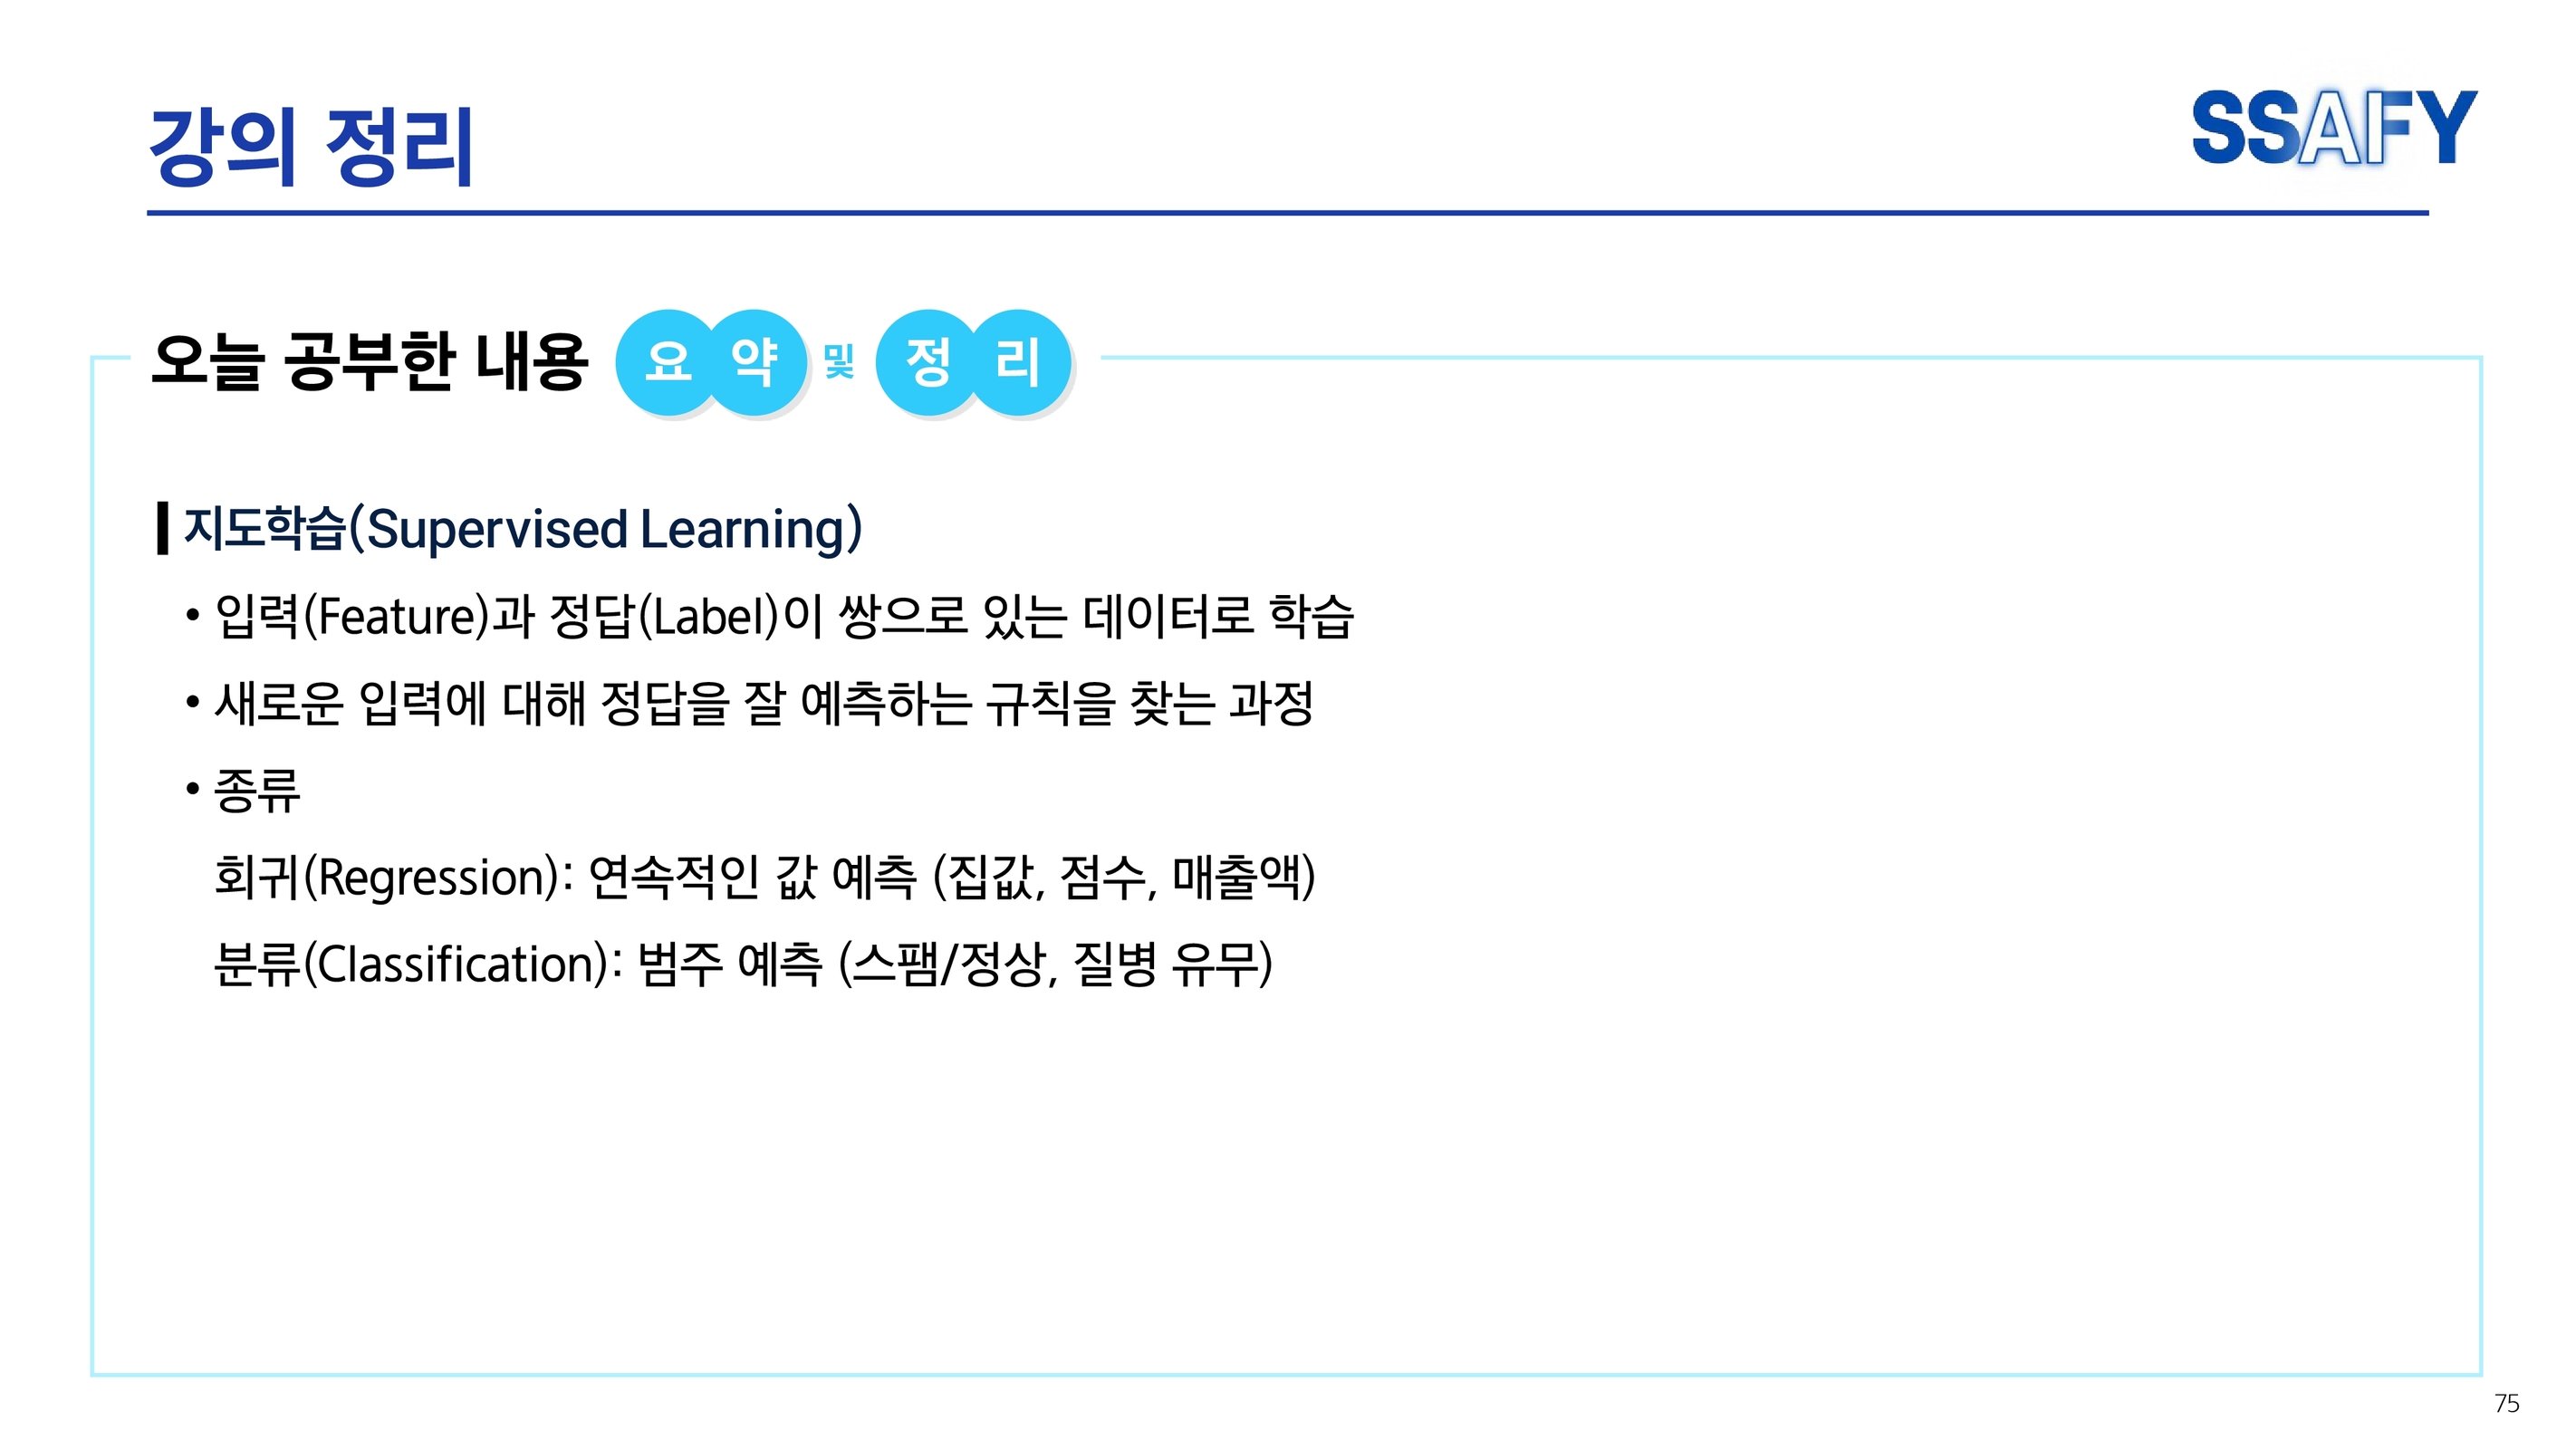 강의 정리
SSAFY
오늘 공부한 내용 요약 및 정리
지도학습(Supervised Learning)
• 입력(Feature)과 정답(Label)이 쌍으로 있는 데이터로 학습
• 새로운 입력에 대해 정답을 잘 예측하는 규칙을 찾는 과정
• 종류
회귀(Regression): 연속적인 값 예측 (집값, 점수, 매출액)
분류(Classification): 범주 예측 (스팸/정상, 질병 유무)
75